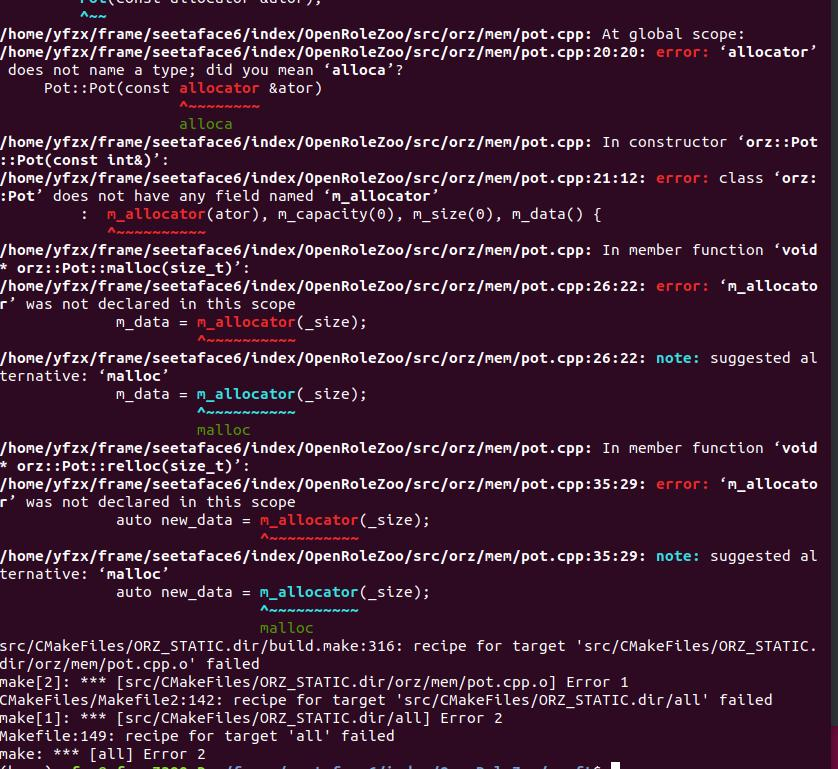 Pot(const allocator &ator);
^~~
/home/yfzx/frame/seetaface6/index/OpenRoleZoo/src/orz/mem/pot.cpp: At global scope:
/home/yfzx/frame/seetaface6/index/OpenRoleZoo/src/orz/mem/pot.cpp:20:20: error: ‘allocator’
does not name a type; did you mean ‘alloca’?
Pot::Pot(const allocator &ator)
^~~~~~~~~
alloca
/home/yfzx/frame/seetaface6/index/OpenRoleZoo/src/orz/mem/pot.cpp: In constructor ‘orz::Pot
::Pot(const int&)’:
/home/yfzx/frame/seetaface6/index/OpenRoleZoo/src/orz/mem/pot.cpp:21:12: error: class ‘orz:
:Pot’ does not have any field named ‘m_allocator’
: m_allocator(ator), m_capacity(0), m_size(0), m_data() {
^~~~~~~~~~~
/home/yfzx/frame/seetaface6/index/OpenRoleZoo/src/orz/mem/pot.cpp: In member function ‘void
* orz::Pot::malloc(size_t)’:
/home/yfzx/frame/seetaface6/index/OpenRoleZoo/src/orz/mem/pot.cpp:26:22: error: ‘m_allocato
r’ was not declared in this scope
m_data = m_allocator(_size);
^~~~~~~~~~~
/home/yfzx/frame/seetaface6/index/OpenRoleZoo/src/orz/mem/pot.cpp:26:22: note: suggested al
ternative: ‘malloc’
m_data = m_allocator(_size);
^~~~~~~~~~~
malloc
/home/yfzx/frame/seetaface6/index/OpenRoleZoo/src/orz/mem/pot.cpp: In member function ‘void
* orz::Pot::relloc(size_t)’:
/home/yfzx/frame/seetaface6/index/OpenRoleZoo/src/orz/mem/pot.cpp:35:29: error: ‘m_allocato
r’ was not declared in this scope
auto new_data = m_allocator(_size);
^~~~~~~~~~~
/home/yfzx/frame/seetaface6/index/OpenRoleZoo/src/orz/mem/pot.cpp:35:29: note: suggested al
ternative: ‘malloc’
auto new_data = m_allocator(_size);
^~~~~~~~~~~
malloc
src/CMakeFiles/ORZ_STATIC.dir/build.make:316: recipe for target 'src/CMakeFiles/ORZ_STATIC.
dir/orz/mem/pot.cpp.o' failed
make[2]: *** [src/CMakeFiles/ORZ_STATIC.dir/orz/mem/pot.cpp.o] Error 1
CMakeFiles/Makefile2:142: recipe for target 'src/CMakeFiles/ORZ_STATIC.dir/all' failed
make[1]: *** [src/CMakeFiles/ORZ_STATIC.dir/all] Error 2
Makefile:149: recipe for target 'all' failed
make: *** [all] Error 2